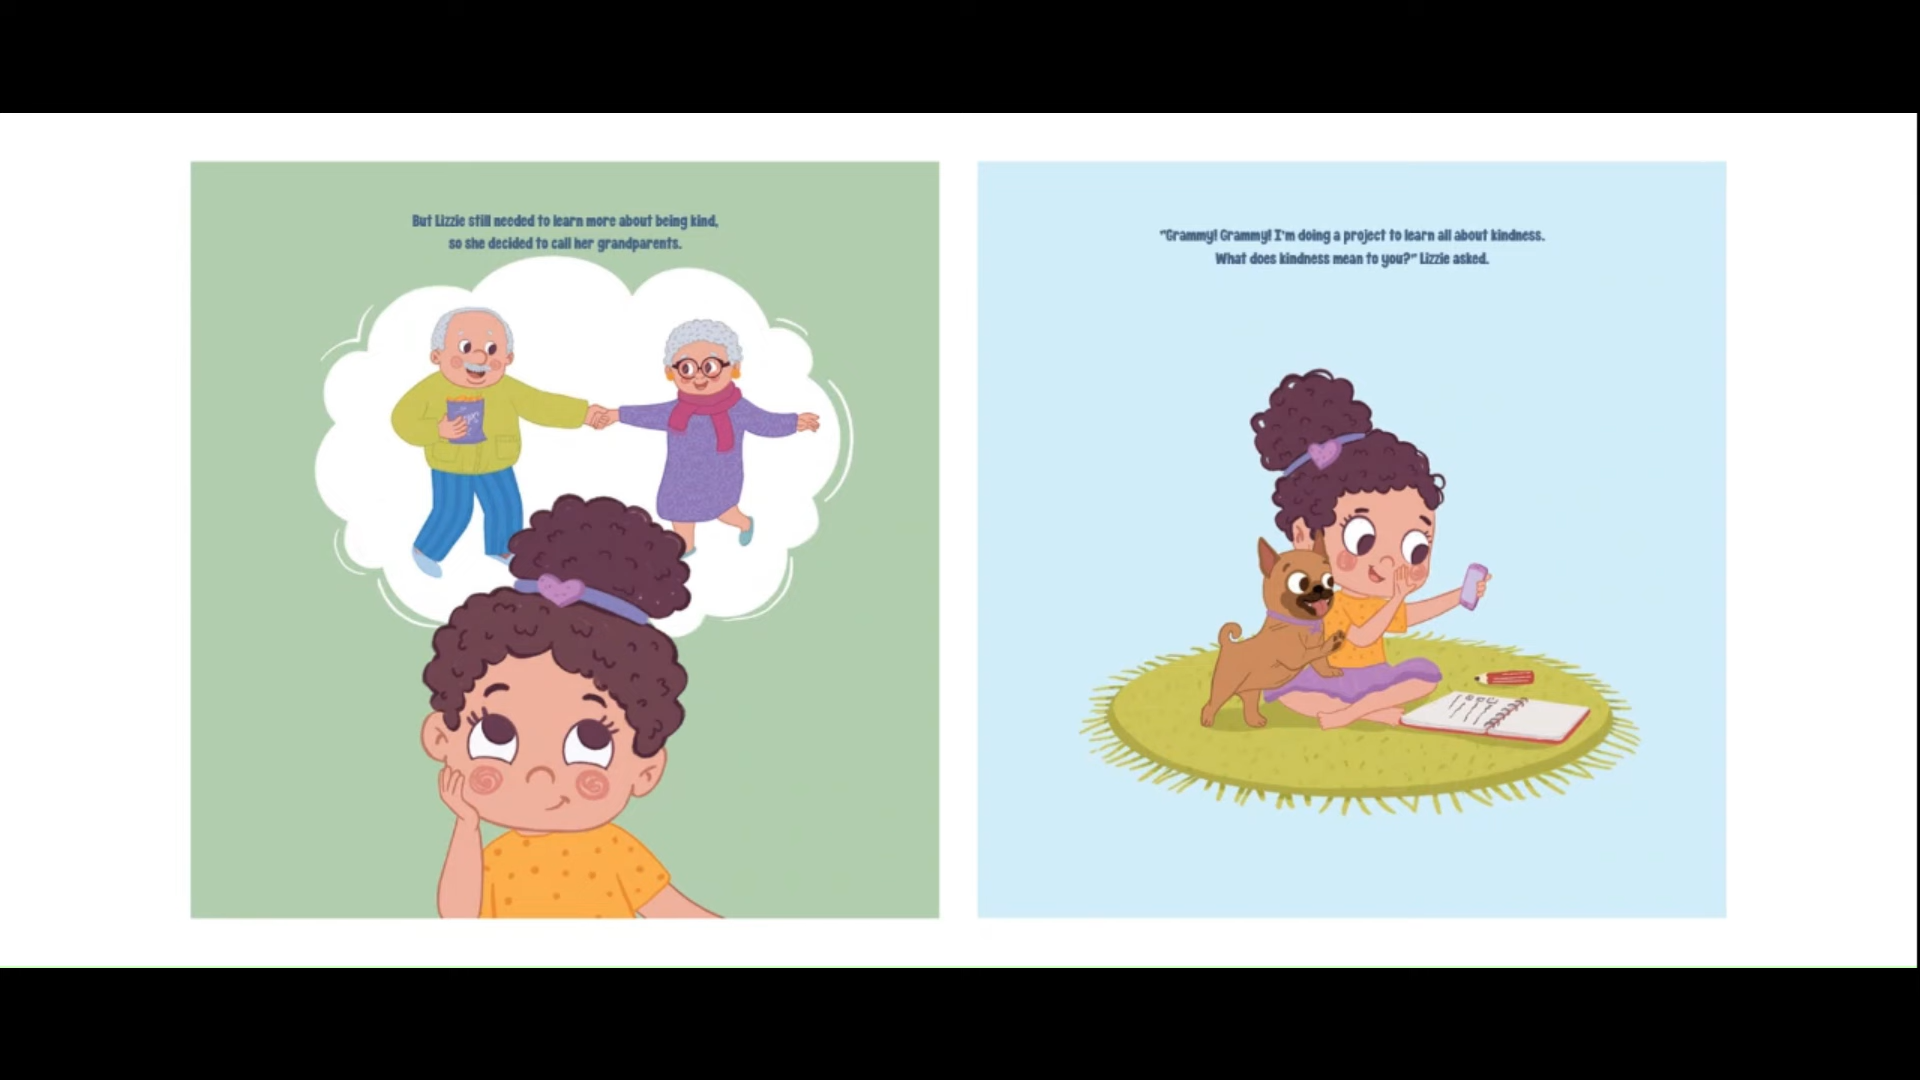 But Lizzie still needed to learn more about being kind,
so she decided to call her grandparents.
"Grammy! Grammy! I'm doing a project to learn all about kindness.
What does kindness mean to you?" Lizzie asked.